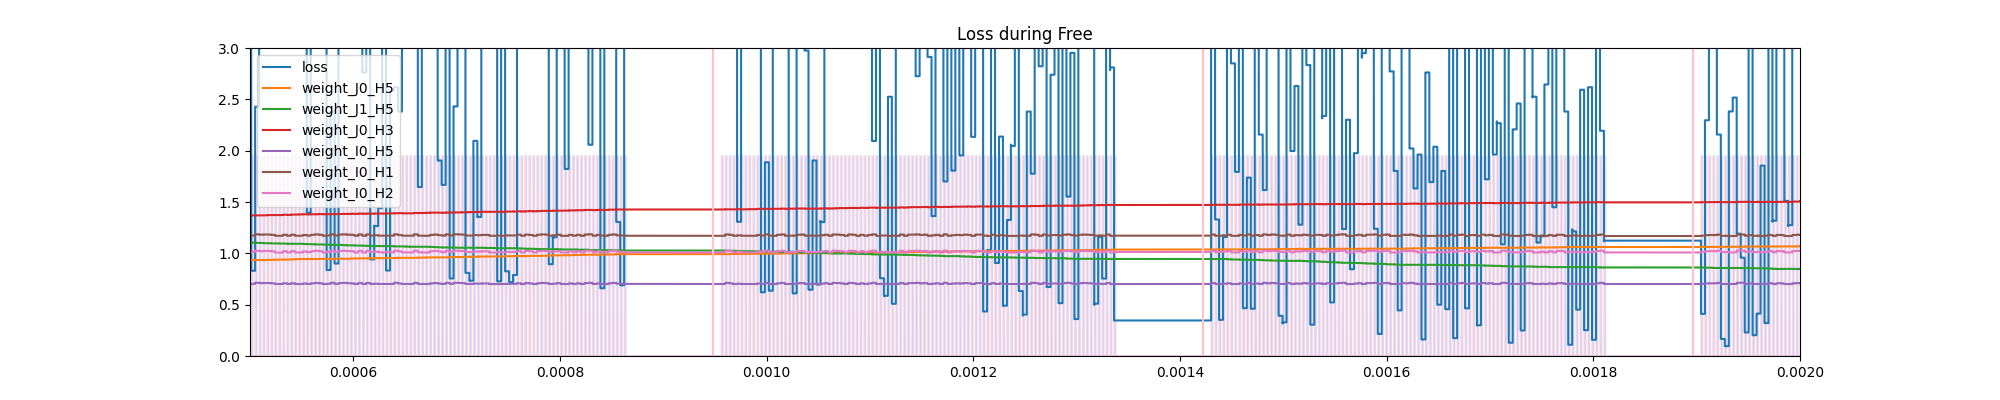 Loss during Free
3.0
2.5
2.0
1.5
1.0
0.5
0.0
loss
weight_J0_H5
weight_J1_H5
weight_J0_H3
weight_I0_H5
weight_I0_H1
weight_I0_H2
0.0006 0.0008 0.0010 0.0012 0.0014 0.0016 0.0018 0.0020